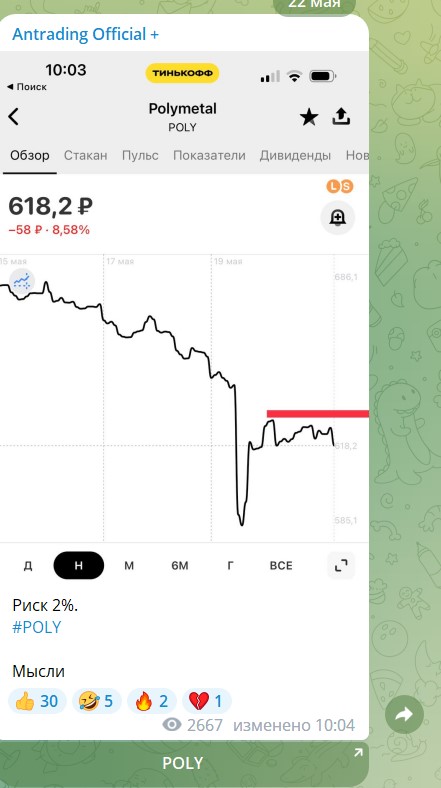 22 мая
Antrading Official +
10:03
ТИНЬКОФФ
◂ Поиск
Polymetal
POLY
Обзор Стакан Пульс Показатели Дивиденды Нов
L S
618,2 ₽
−58 ₽ · 8,58%
15 мая 17 мая 19 мая
686,1
618,2
585,1
Д Н М 6М Г ВСЕ
Риск 2%.
#POLY
Мысли
👍 30 🤣 5 🔥 2 💔 1
2667 изменено 10:04
POLY